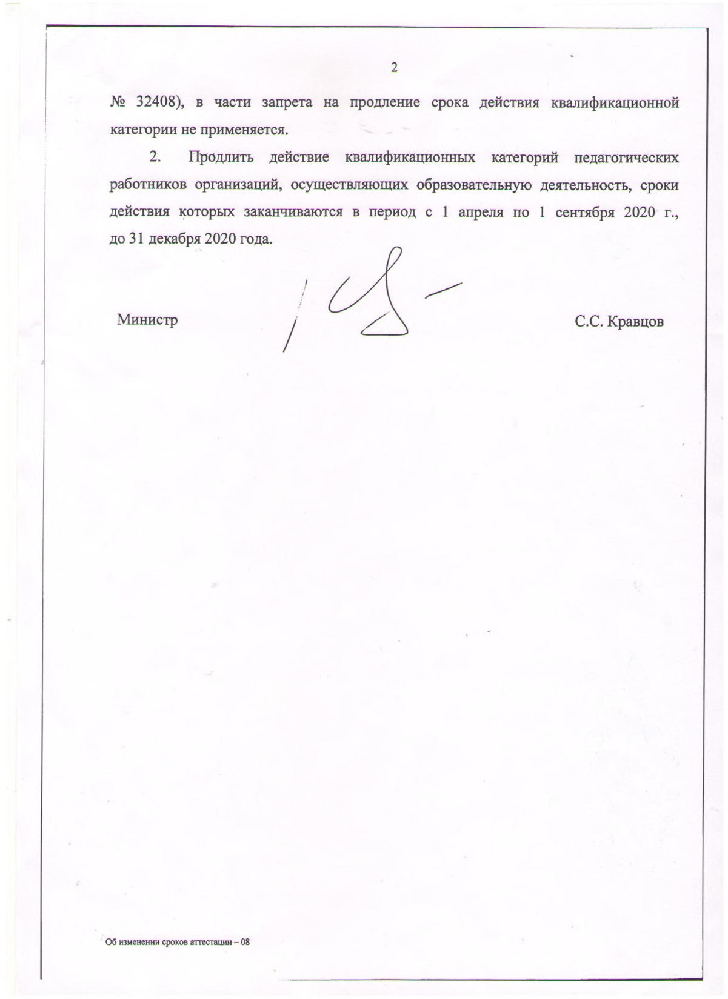 2
№ 32408), в части запрета на продление срока действия квалификационной
категории не применяется.
2. Продлить действие квалификационных категорий педагогических
работников организаций, осуществляющих образовательную деятельность, сроки
действия которых заканчиваются в период с 1 апреля по 1 сентября 2020 г.,
до 31 декабря 2020 года.
Министр С.С. Кравцов
Об изменении сроков аттестации – 08